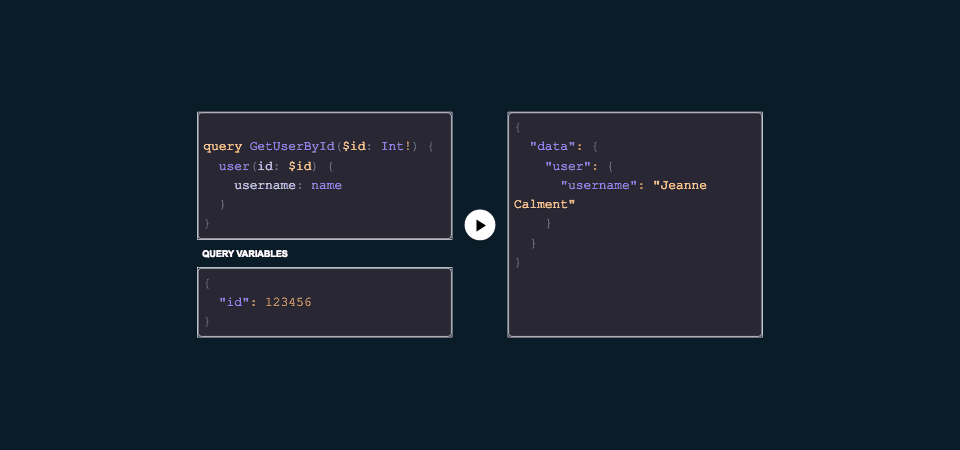 query GetUserById($id: Int!) {
  user(id: $id) {
    username: name
  }
}
QUERY VARIABLES
{
  "id": 123456
}
{
  "data": {
    "user": {
      "username": "Jeanne
Calment"
    }
  }
}